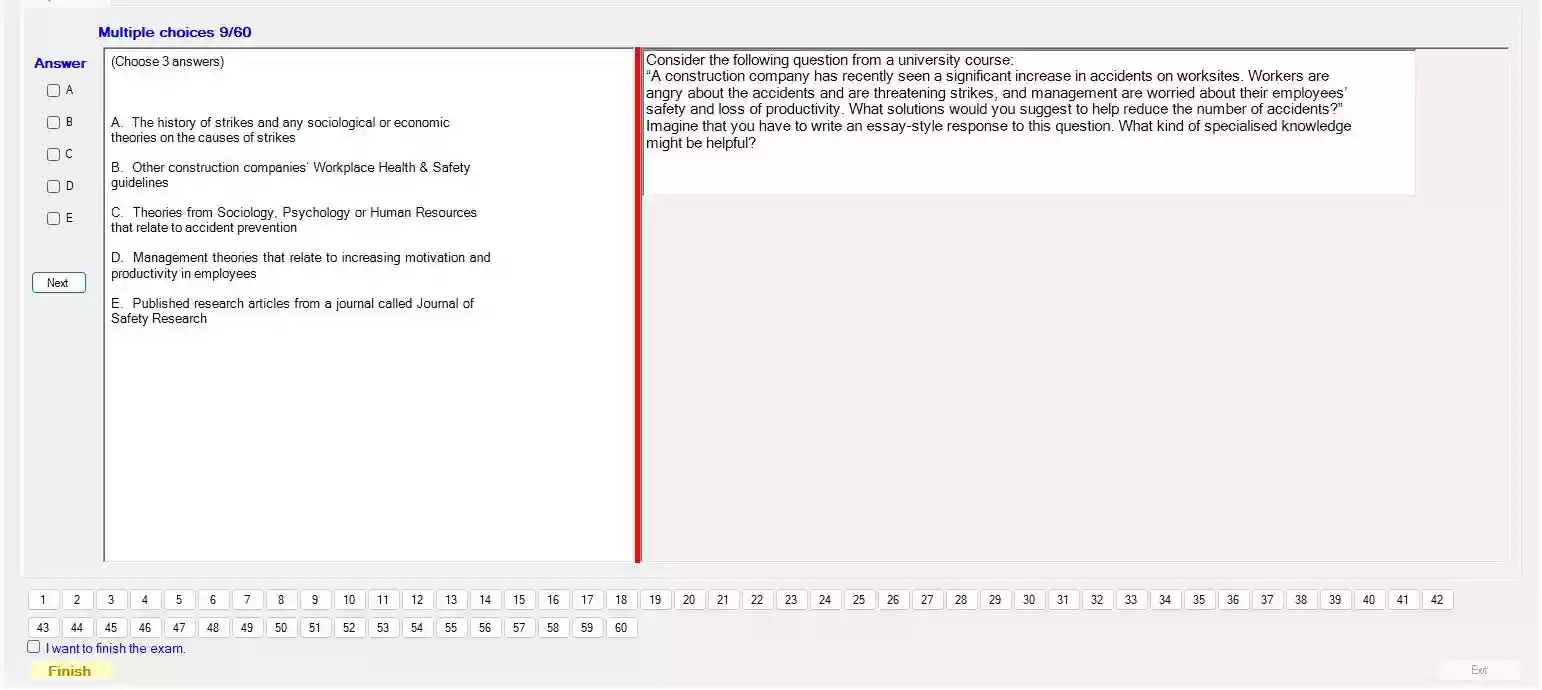 Multiple choices 9/60
Answer
A
B
C
D
E
Next
(Choose 3 answers)
A. The history of strikes and any sociological or economic
theories on the causes of strikes
B. Other construction companies' Workplace Health & Safety
guidelines
C. Theories from Sociology, Psychology or Human Resources
that relate to accident prevention
D. Management theories that relate to increasing motivation and
productivity in employees
E. Published research articles from a journal called Journal of
Safety Research
Consider the following question from a university course:
“A construction company has recently seen a significant increase in accidents on worksites. Workers are
angry about the accidents and are threatening strikes, and management are worried about their employees’
safety and loss of productivity. What solutions would you suggest to help reduce the number of accidents?”
Imagine that you have to write an essay-style response to this question. What kind of specialised knowledge
might be helpful?
1 2 3 4 5 6 7 8 9 10 11 12 13 14 15 16 17 18 19 20 21 22 23 24 25 26 27 28 29 30 31 32 33 34 35 36 37 38 39 40 41 42
43 44 45 46 47 48 49 50 51 52 53 54 55 56 57 58 59 60
I want to finish the exam.
Finish
Exit